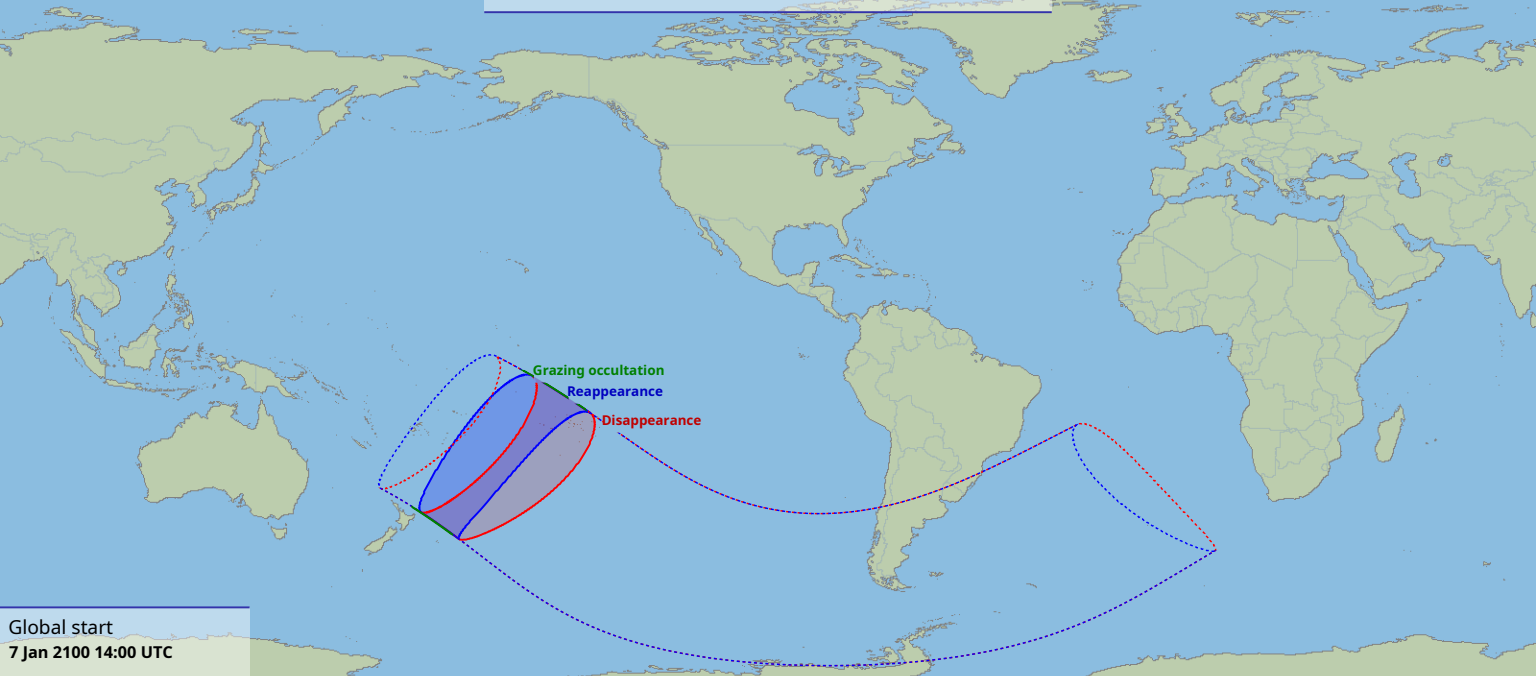 Grazing occultation
Reappearance
Disappearance
Global start
7 Jan 2100 14:00 UTC